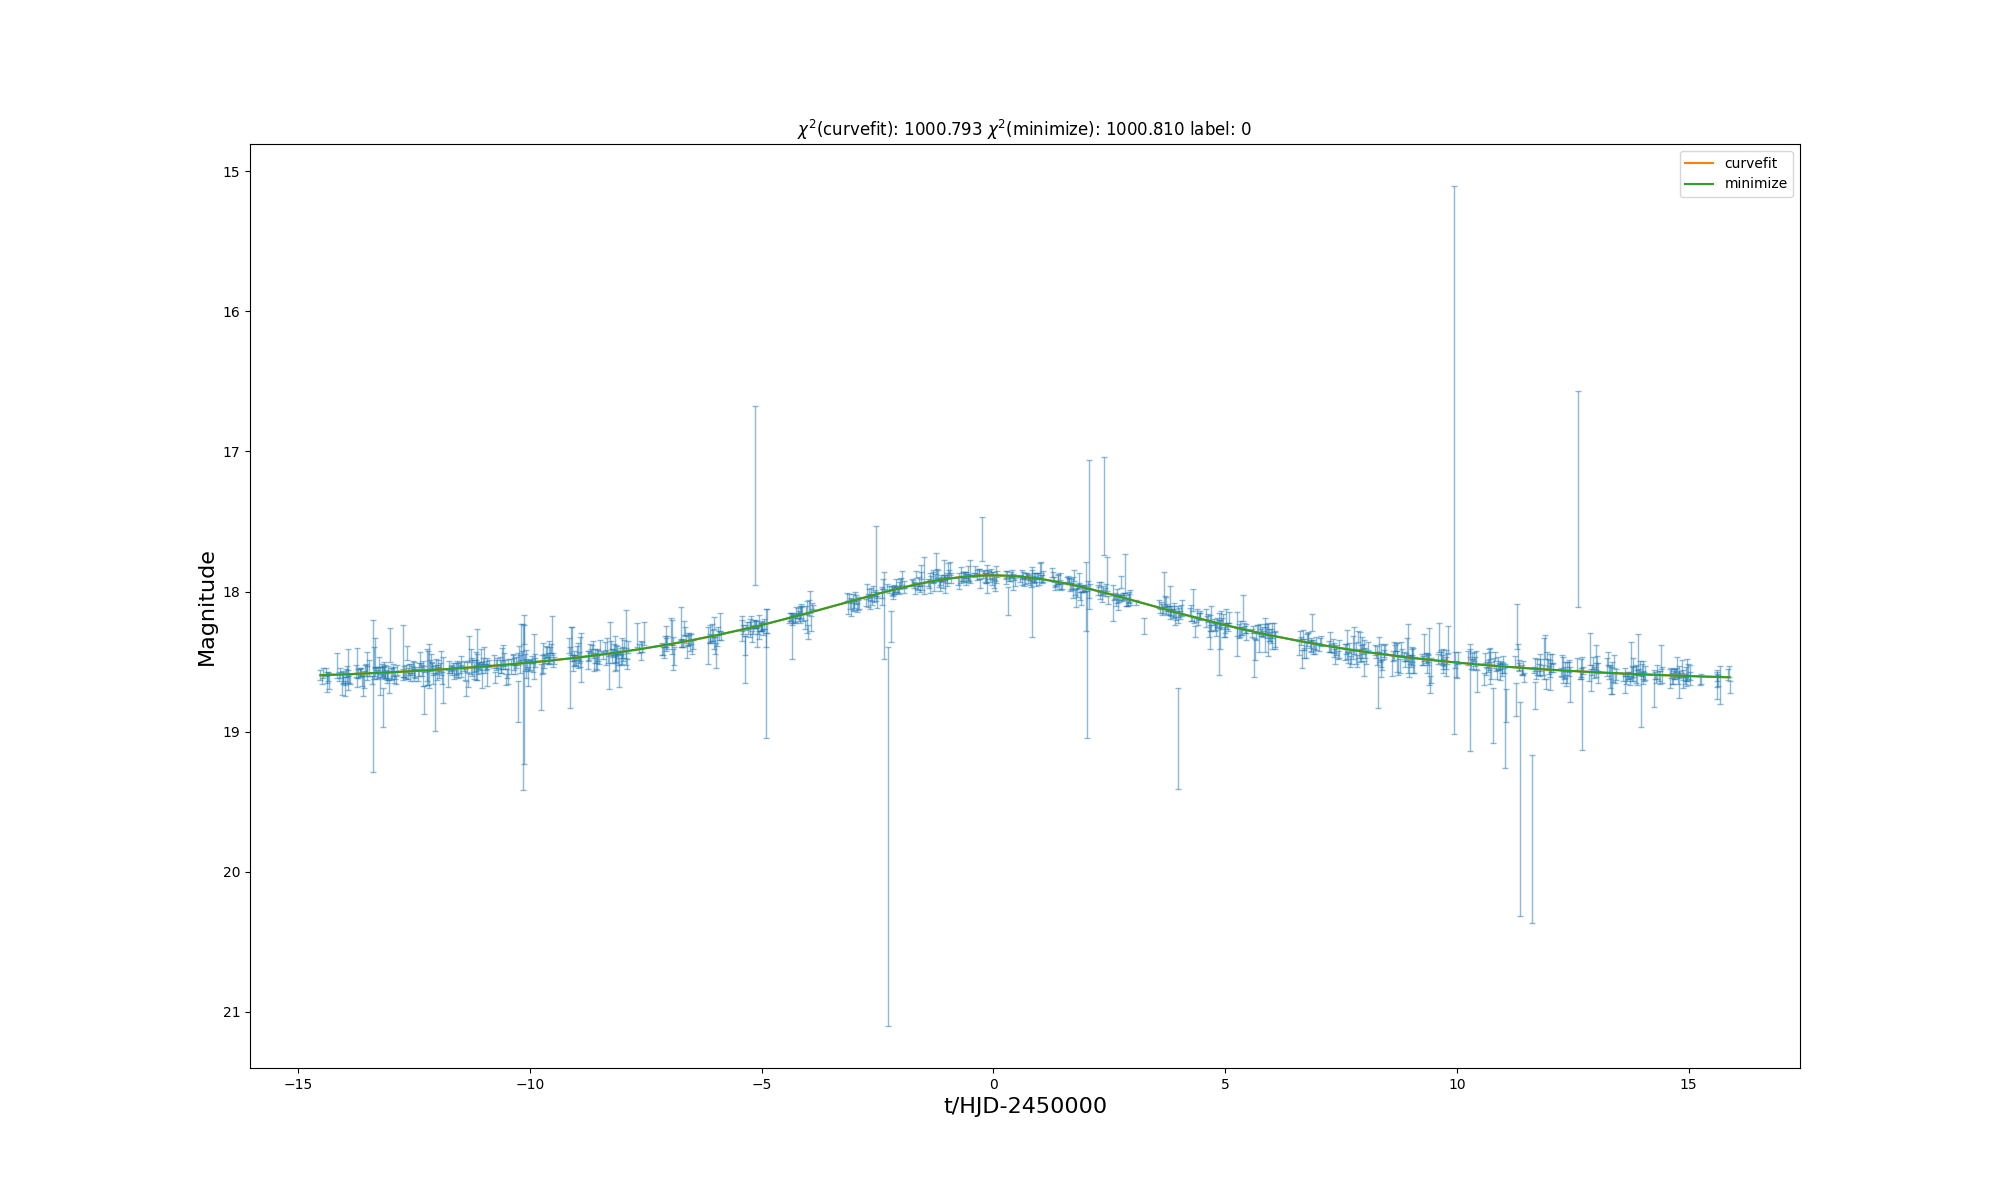 χ²(curvefit): 1000.793 χ²(minimize): 1000.810 label: 0
curvefit
minimize
15
16
17
18
19
20
21
Magnitude
−15
−10
−5
0
5
10
15
t/HJD-2450000